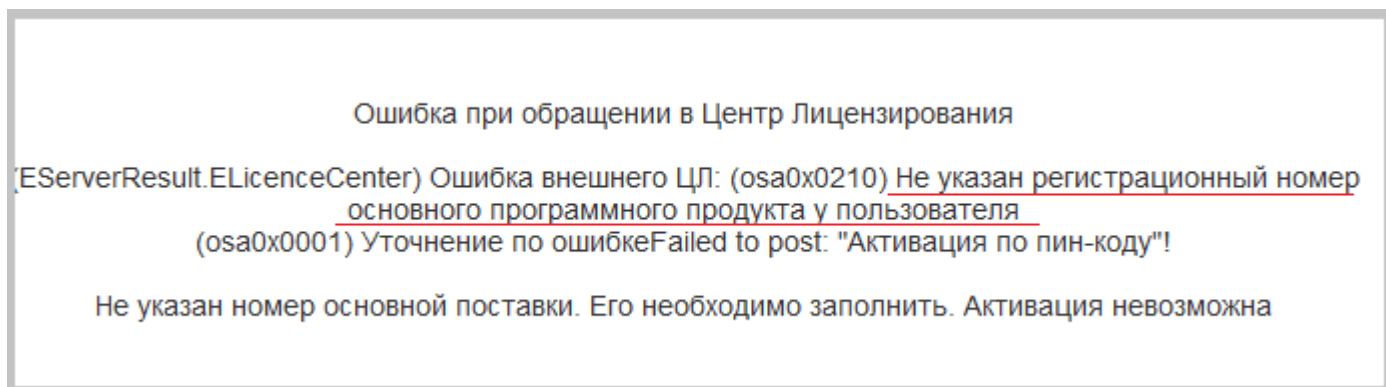 Ошибка при обращении в Центр Лицензирования
(EServerResult.ELicenceCenter) Ошибка внешнего ЦЛ: (osa0x0210) Не указан регистрационный номер
основного программного продукта у пользователя
(osa0x0001) Уточнение по ошибкеFailed to post: "Активация по пин-коду"!
Не указан номер основной поставки. Его необходимо заполнить. Активация невозможна